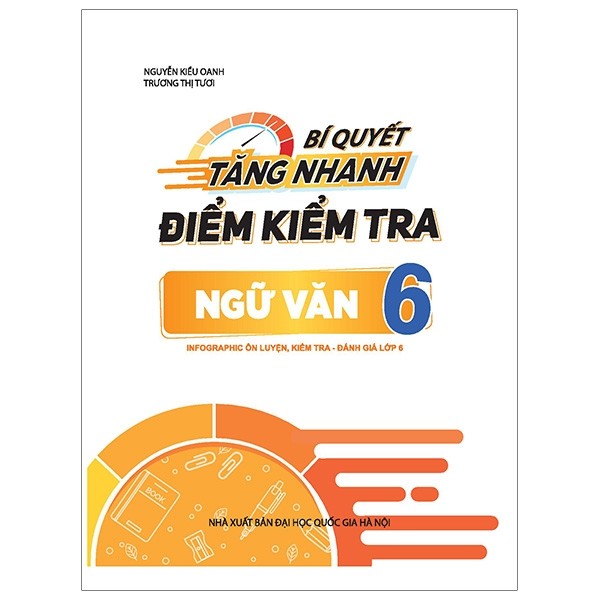 NGUYỄN KIỀU OANH
TRƯƠNG THỊ TƯƠI
BÍ QUYẾT
TĂNG NHANH
ĐIỂM KIỂM TRA
NGỮ VĂN 6
INFOGRAPHIC ÔN LUYỆN, KIỂM TRA - ĐÁNH GIÁ LỚP 6
BOOK
NHÀ XUẤT BẢN ĐẠI HỌC QUỐC GIA HÀ NỘI